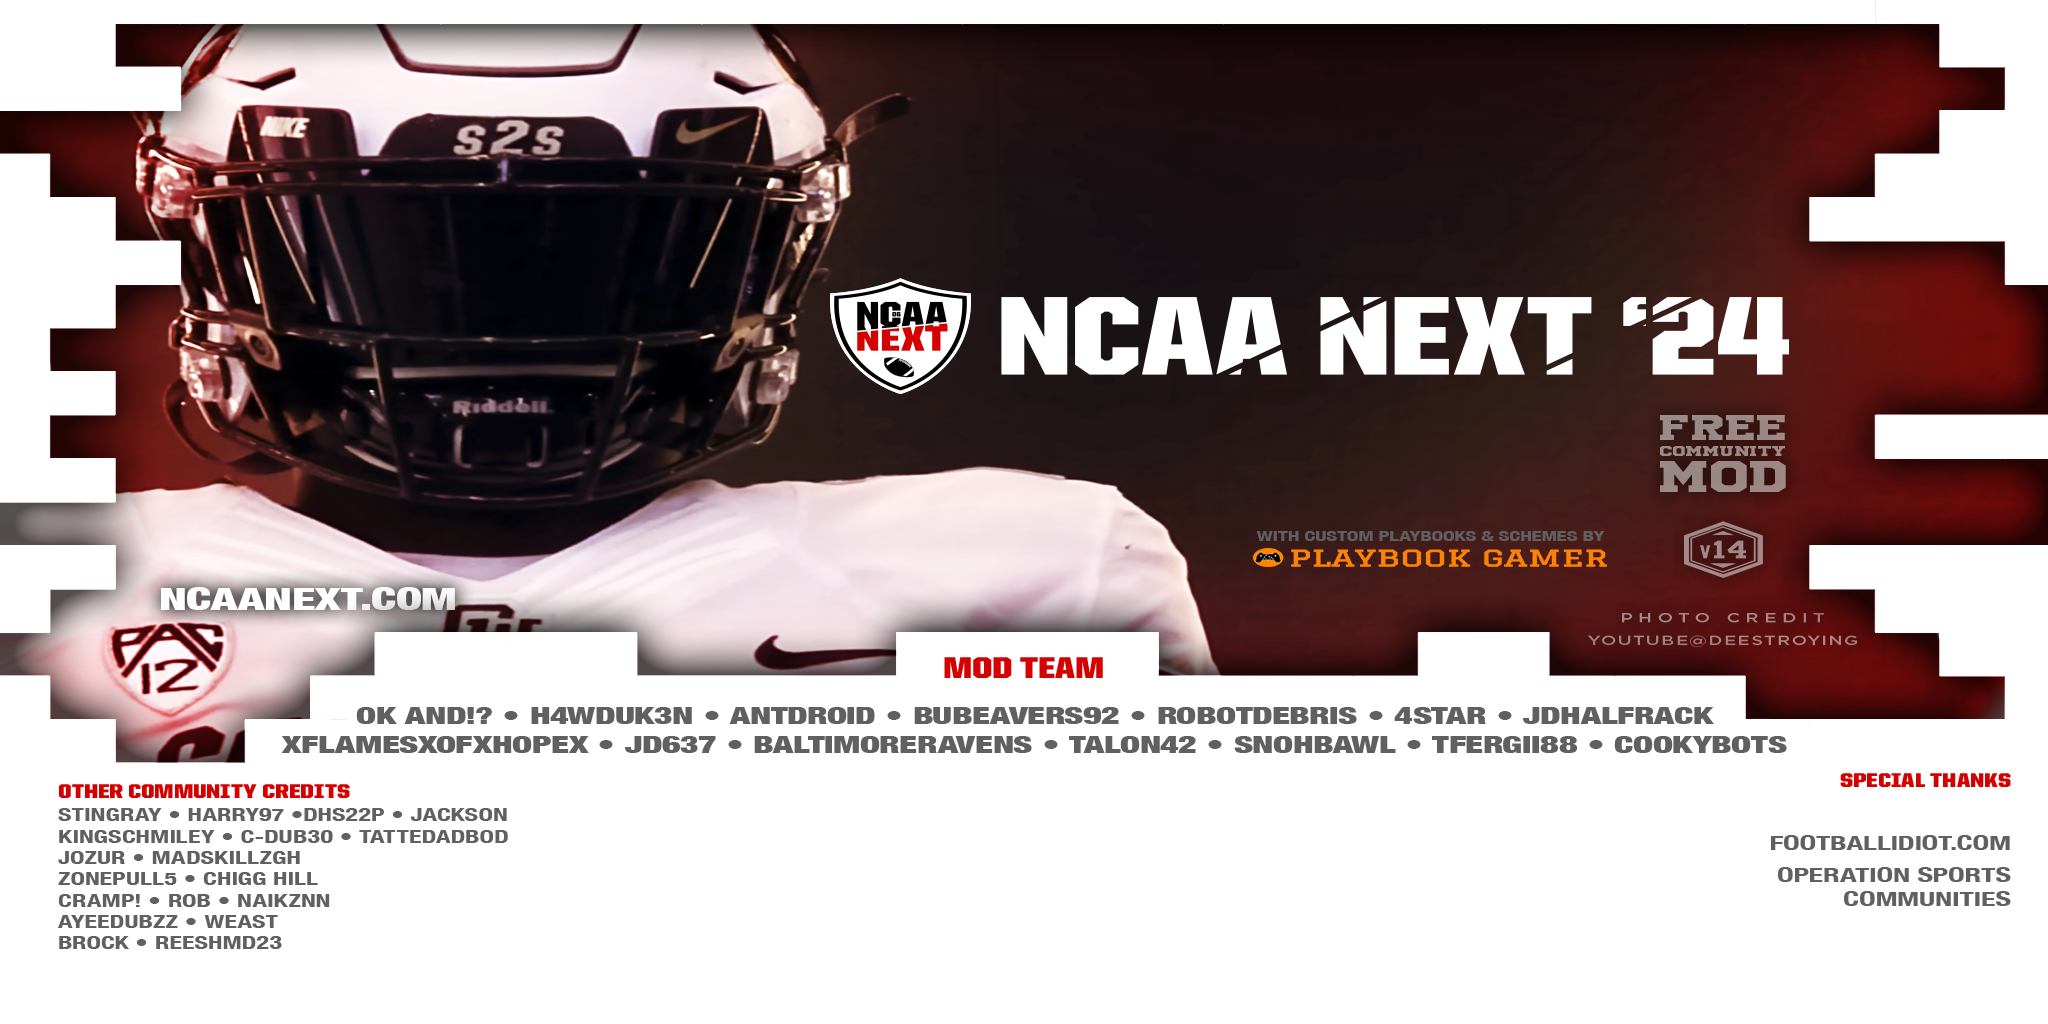 NIKE
s2s
Riddell
NCAA
06
NEXT
NCAA NEXT '24
FREE
COMMUNITY
MOD
WITH CUSTOM PLAYBOOKS & SCHEMES BY
PLAYBOOK GAMER
v14
NCAANEXT.COM
PHOTO CREDIT
YOUTUBE@DEESTROYING
PAC
12
MOD TEAM
OK AND!? • H4WDUK3N • ANTDROID • BUBEAVERS92 • ROBOTDEBRIS • 4STAR • JDHALFRACK
XFLAMESXOFXHOPEX • JD637 • BALTIMORERAVENS • TALON42 • SNOHBAWL • TFERGII88 • COOKYBOTS
OTHER COMMUNITY CREDITS
STINGRAY • HARRY97 •DHS22P • JACKSON
KINGSCHMILEY • C-DUB30 • TATTEDADBOD
JOZUR • MADSKILLZGH
ZONEPULL5 • CHIGG HILL
CRAMP! • ROB • NAIKZNN
AYEEDUBZZ • WEAST
BROCK • REESHMD23
SPECIAL THANKS
FOOTBALLIDIOT.COM
OPERATION SPORTS
COMMUNITIES